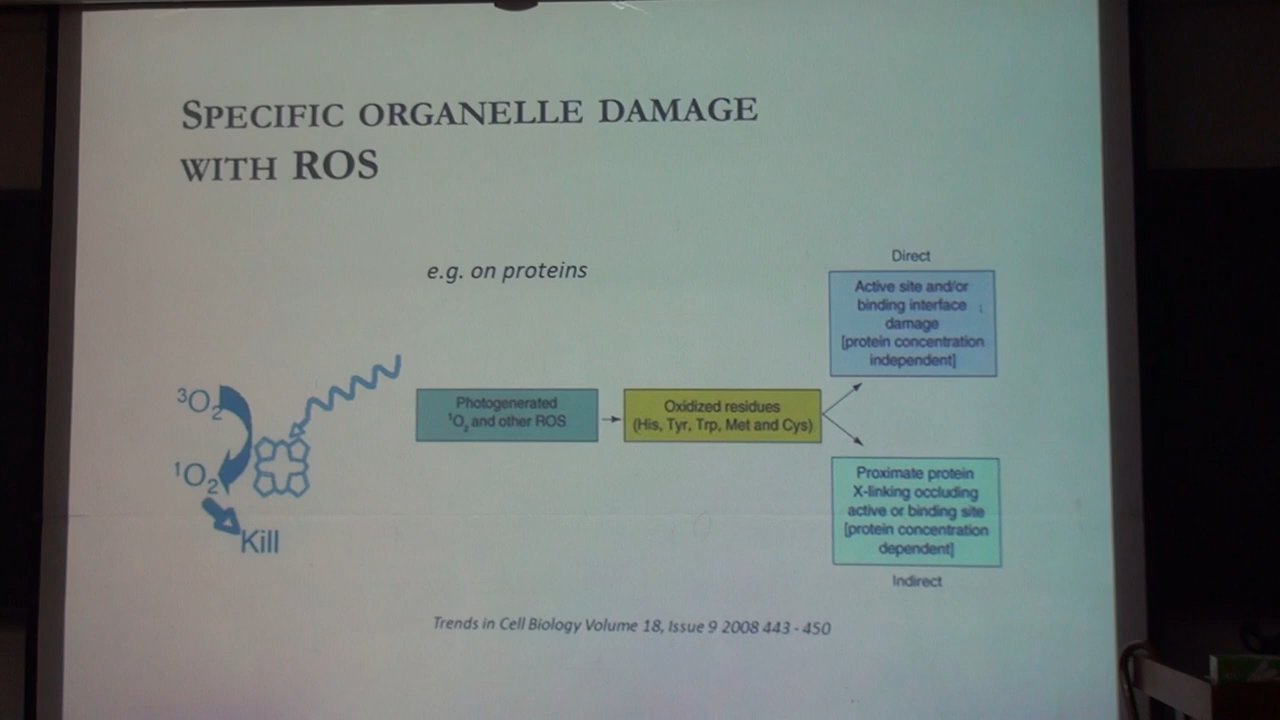 SPECIFIC ORGANELLE DAMAGE
WITH ROS
e.g. on proteins
³O₂
¹O₂
Kill
Photogenerated
¹O₂ and other ROS
Oxidized residues
(His, Tyr, Trp, Met and Cys)
Direct
Active site and/or
binding interface
damage
[protein concentration
independent]
Proximate protein
X-linking occluding
active or binding site
[protein concentration
dependent]
Indirect
Trends in Cell Biology Volume 18, Issue 9 2008 443 - 450